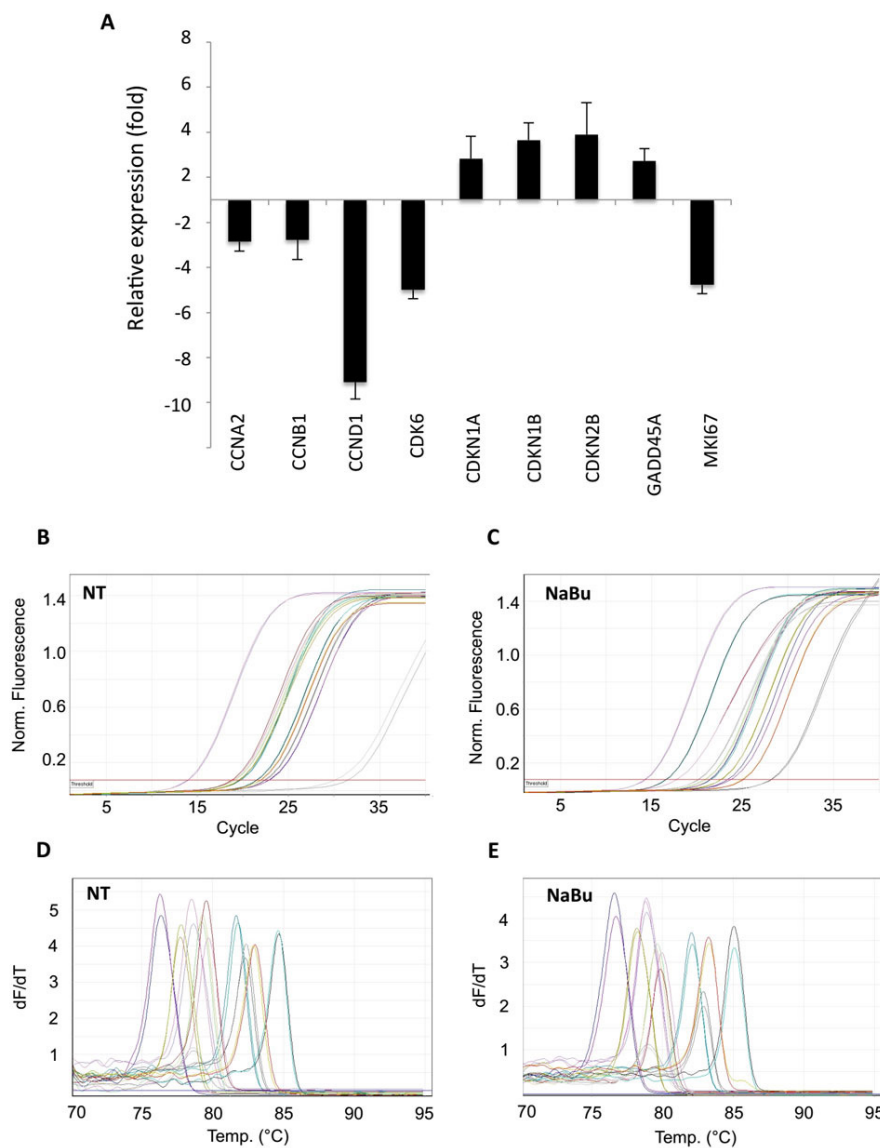 A
8
6
4
2
-2
-4
-6
-8
-10
Relative expression (fold)
CCNA2
CCNB1
CCND1
CDK6
CDKN1A
CDKN1B
CDKN2B
GADD45A
MKI67
B
NT
1.4
1.0
0.6
0.2
Norm. Fluorescence
Threshold
5 15 25 35
Cycle
C
NaBu
1.4
1.0
0.6
0.2
Norm. Fluorescence
Threshold
5 15 25 35
Cycle
D
NT
5
4
3
2
1
dF/dT
70 75 80 85 90 95
Temp. (°C)
E
NaBu
4
3
2
1
dF/dT
70 75 80 85 90 95
Temp. (°C)